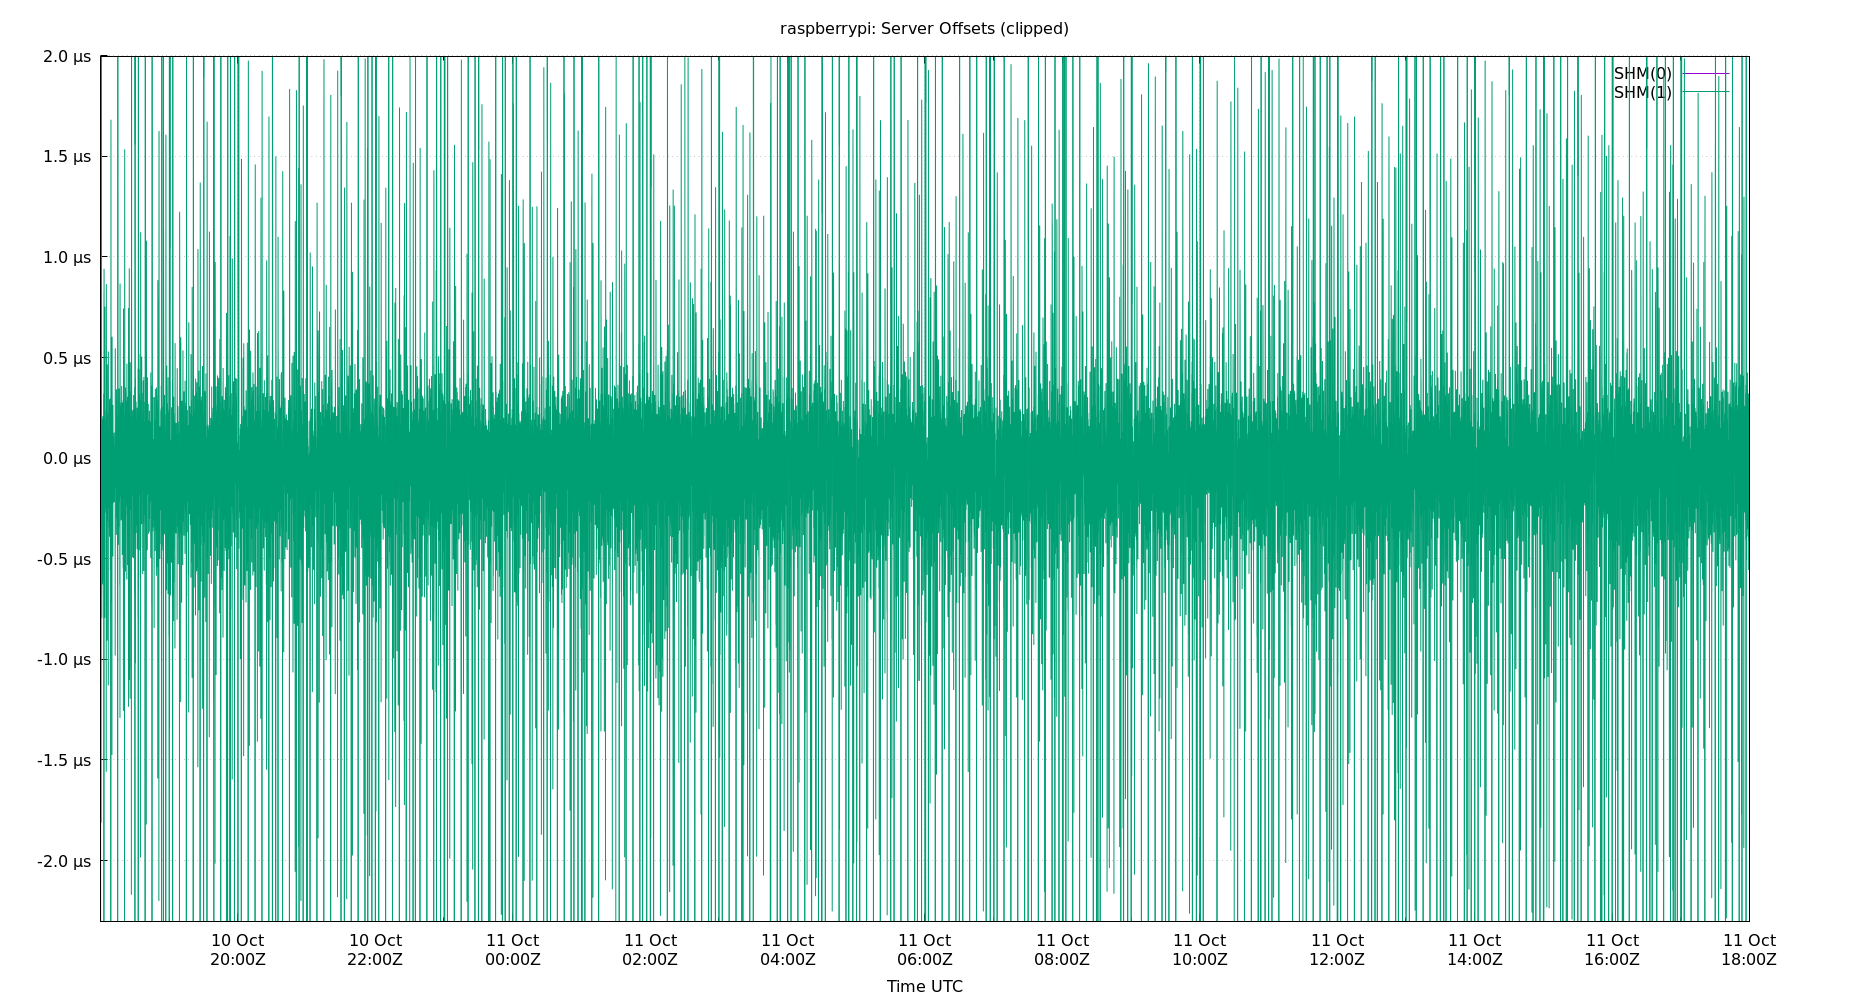 raspberrypi: Server Offsets (clipped)
2.0 µs
1.5 µs
1.0 µs
0.5 µs
0.0 µs
-0.5 µs
-1.0 µs
-1.5 µs
-2.0 µs
SHM(0)
SHM(1)
10 Oct 10 Oct 11 Oct 11 Oct 11 Oct 11 Oct 11 Oct 11 Oct 11 Oct 11 Oct 11 Oct 11 Oct
20:00Z 22:00Z 00:00Z 02:00Z 04:00Z 06:00Z 08:00Z 10:00Z 12:00Z 14:00Z 16:00Z 18:00Z
Time UTC